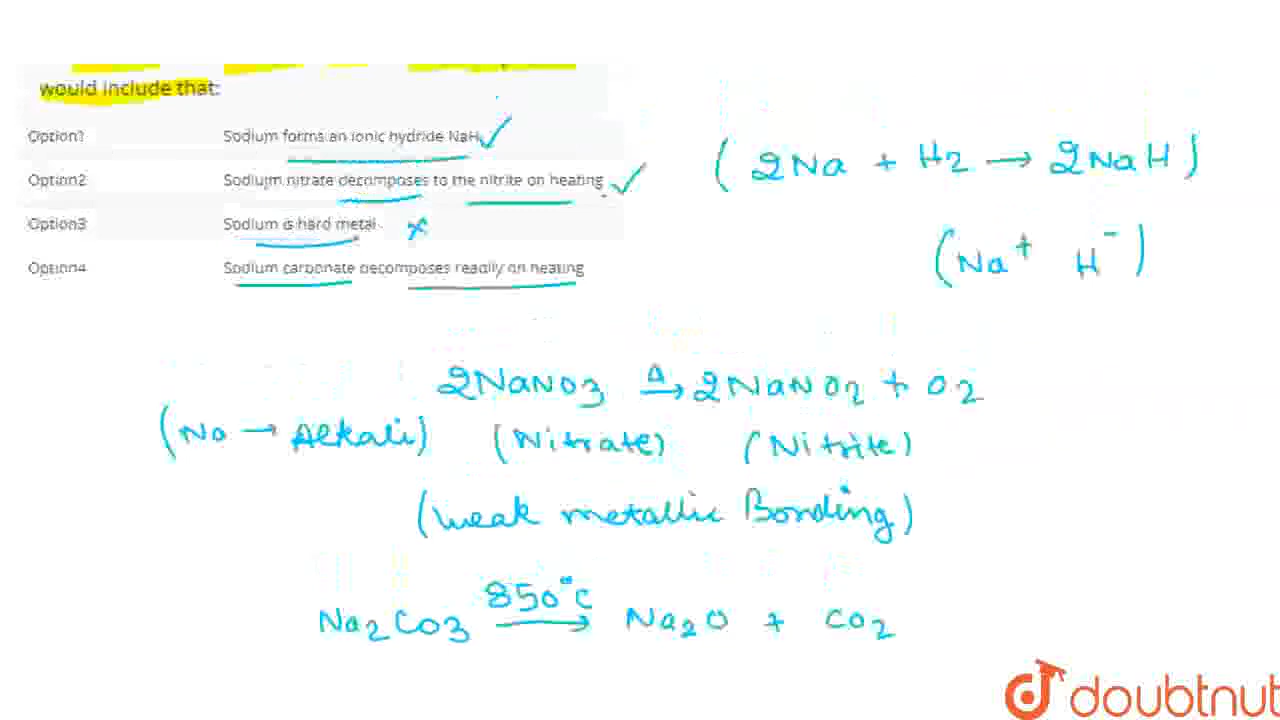 would include that:
Option1 Sodium forms an ionic hydride NaH ✓
Option2 Sodiujm nitrate decomposes to the nitrite on heating ✓
Option3 Sodium is hard metal ×
Option4 Sodium carbonate decomposes readily on heating
(2Na + H2 → 2NaH)
(Na+ H-)
2NaNO3 Δ→ 2NaNO2 + O2
(Na → Alkali) (Nitrate) (Nitrite)
(weak metallic Bonding)
Na2CO3 850°C→ Na2O + CO2
doubtnut